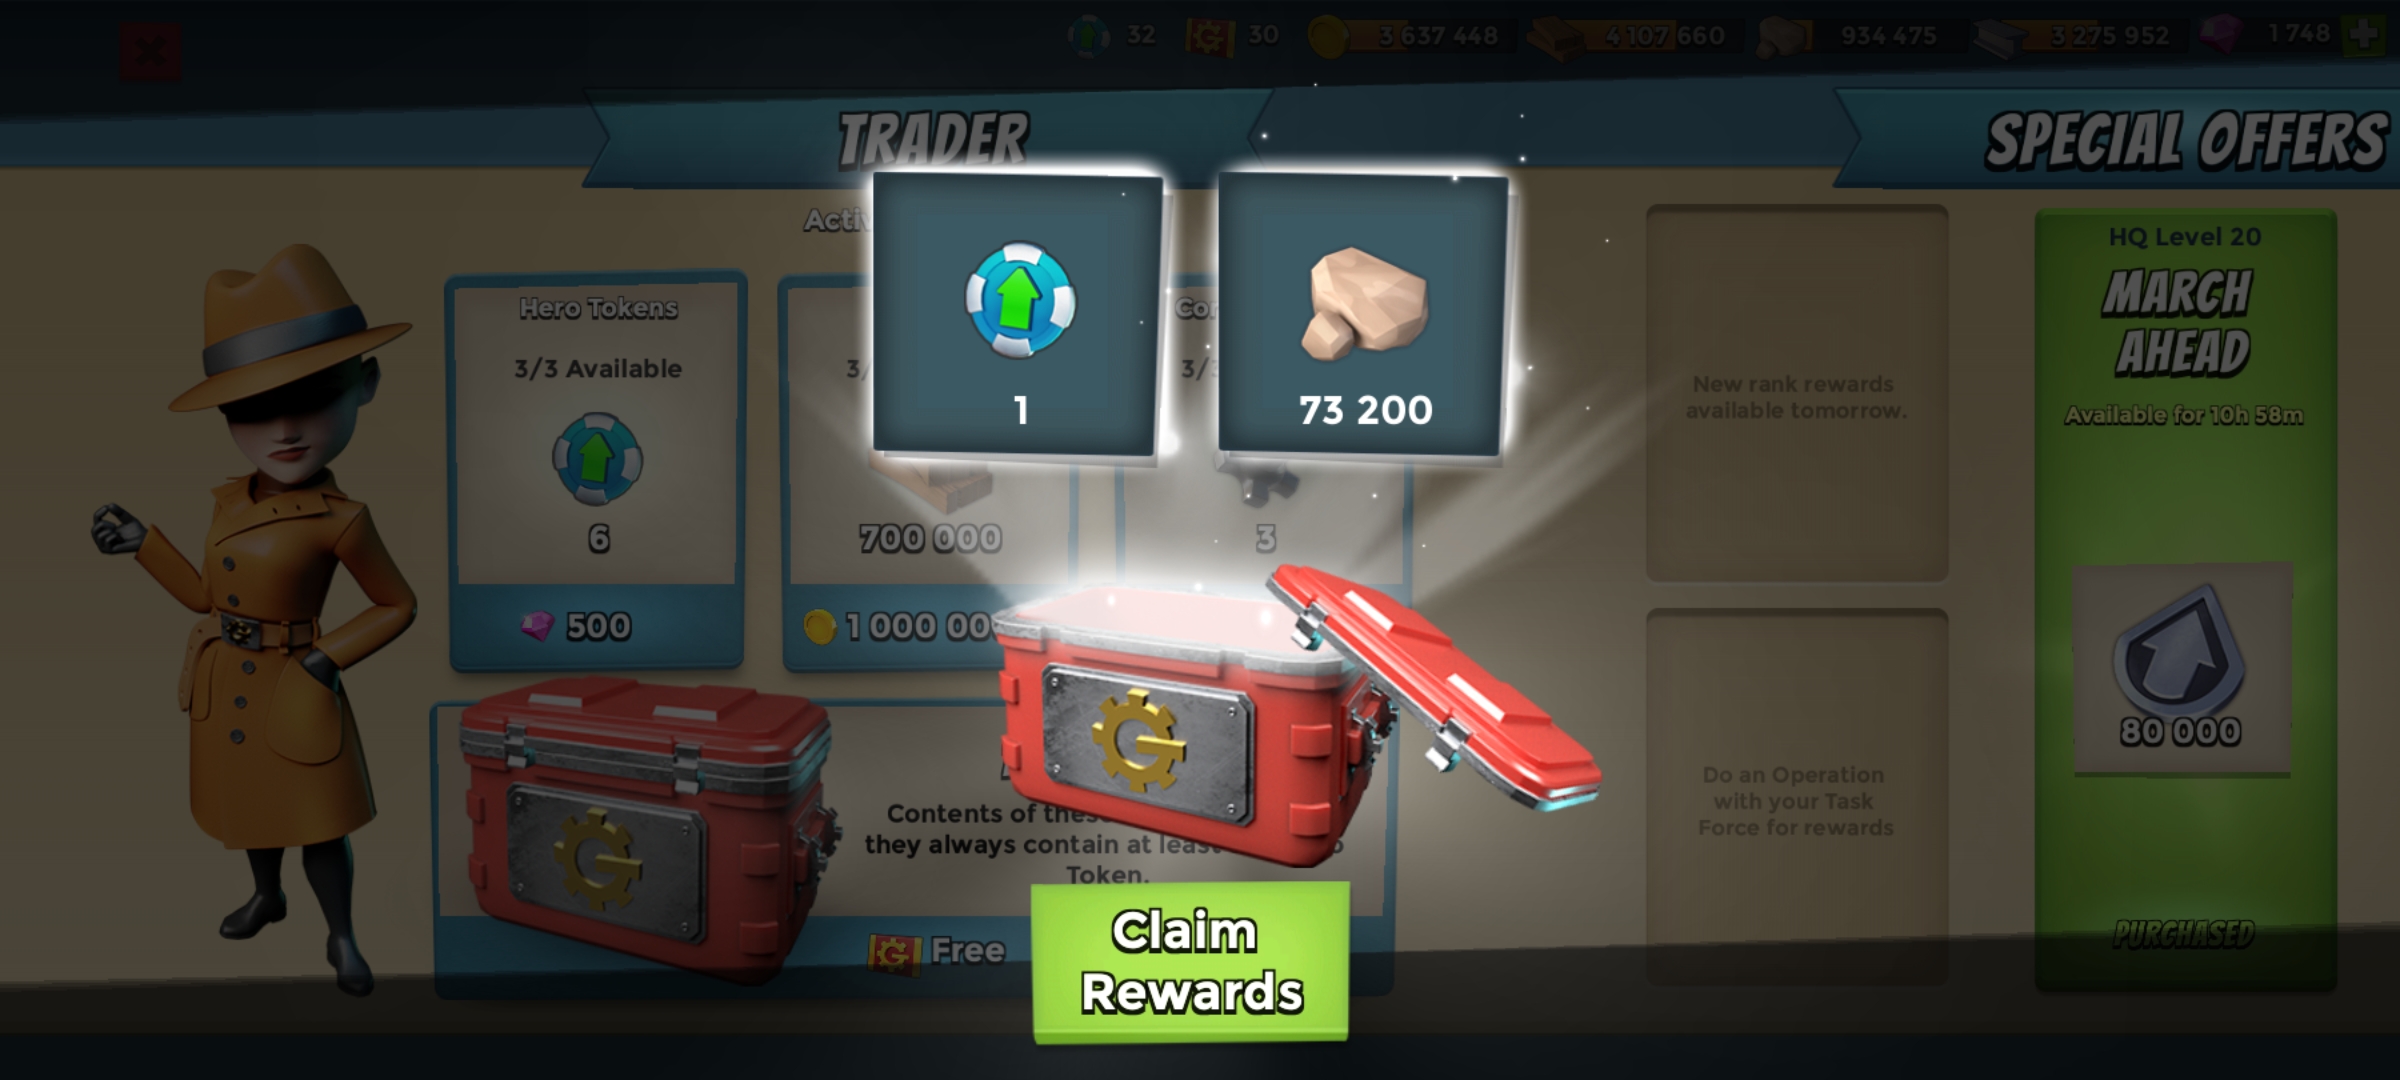 32
30
3 637 448
4 107 660
934 475
3 275 952
1 748
TRADER
SPECIAL OFFERS
Hero Tokens
3/3 Available
6
500
700 000
3
1
73 200
New rank rewards
available tomorrow.
Do an Operation
with your Task
Force for rewards
HQ Level 20
MARCH
AHEAD
Available for 10h 58m
80 000
PURCHASED
Contents of these
they always contain at least
Token.
Free
Claim
Rewards